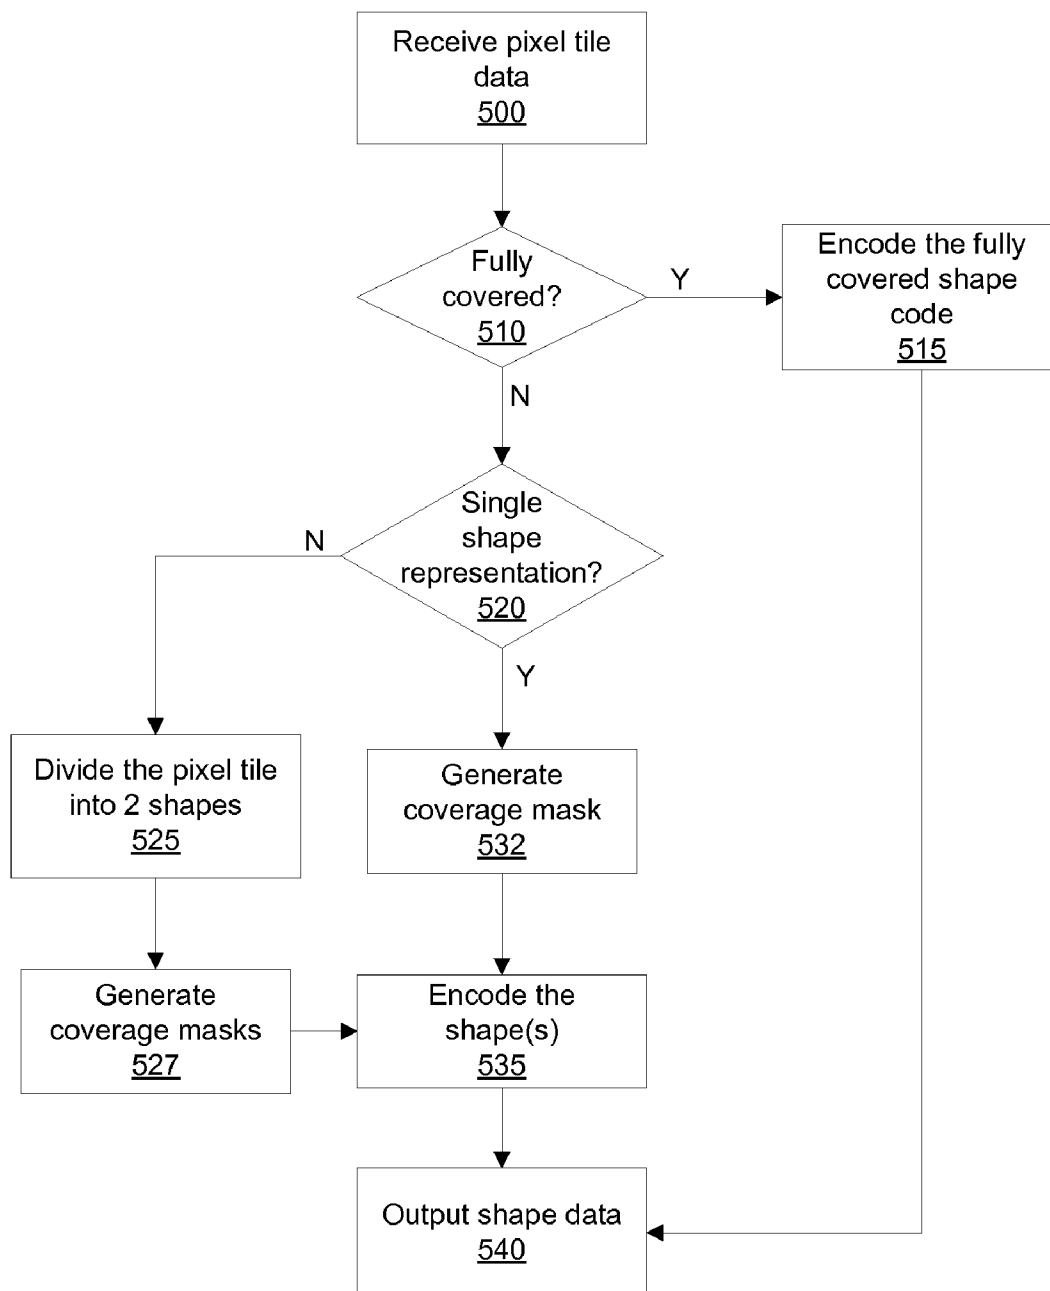 Receive pixel tile
data
500
Fully
covered?
510
Y
Encode the fully
covered shape
code
515
N
Single
shape
representation?
520
N
Y
Divide the pixel tile
into 2 shapes
525
Generate
coverage mask
532
Generate
coverage masks
527
Encode the
shape(s)
535
Output shape data
540